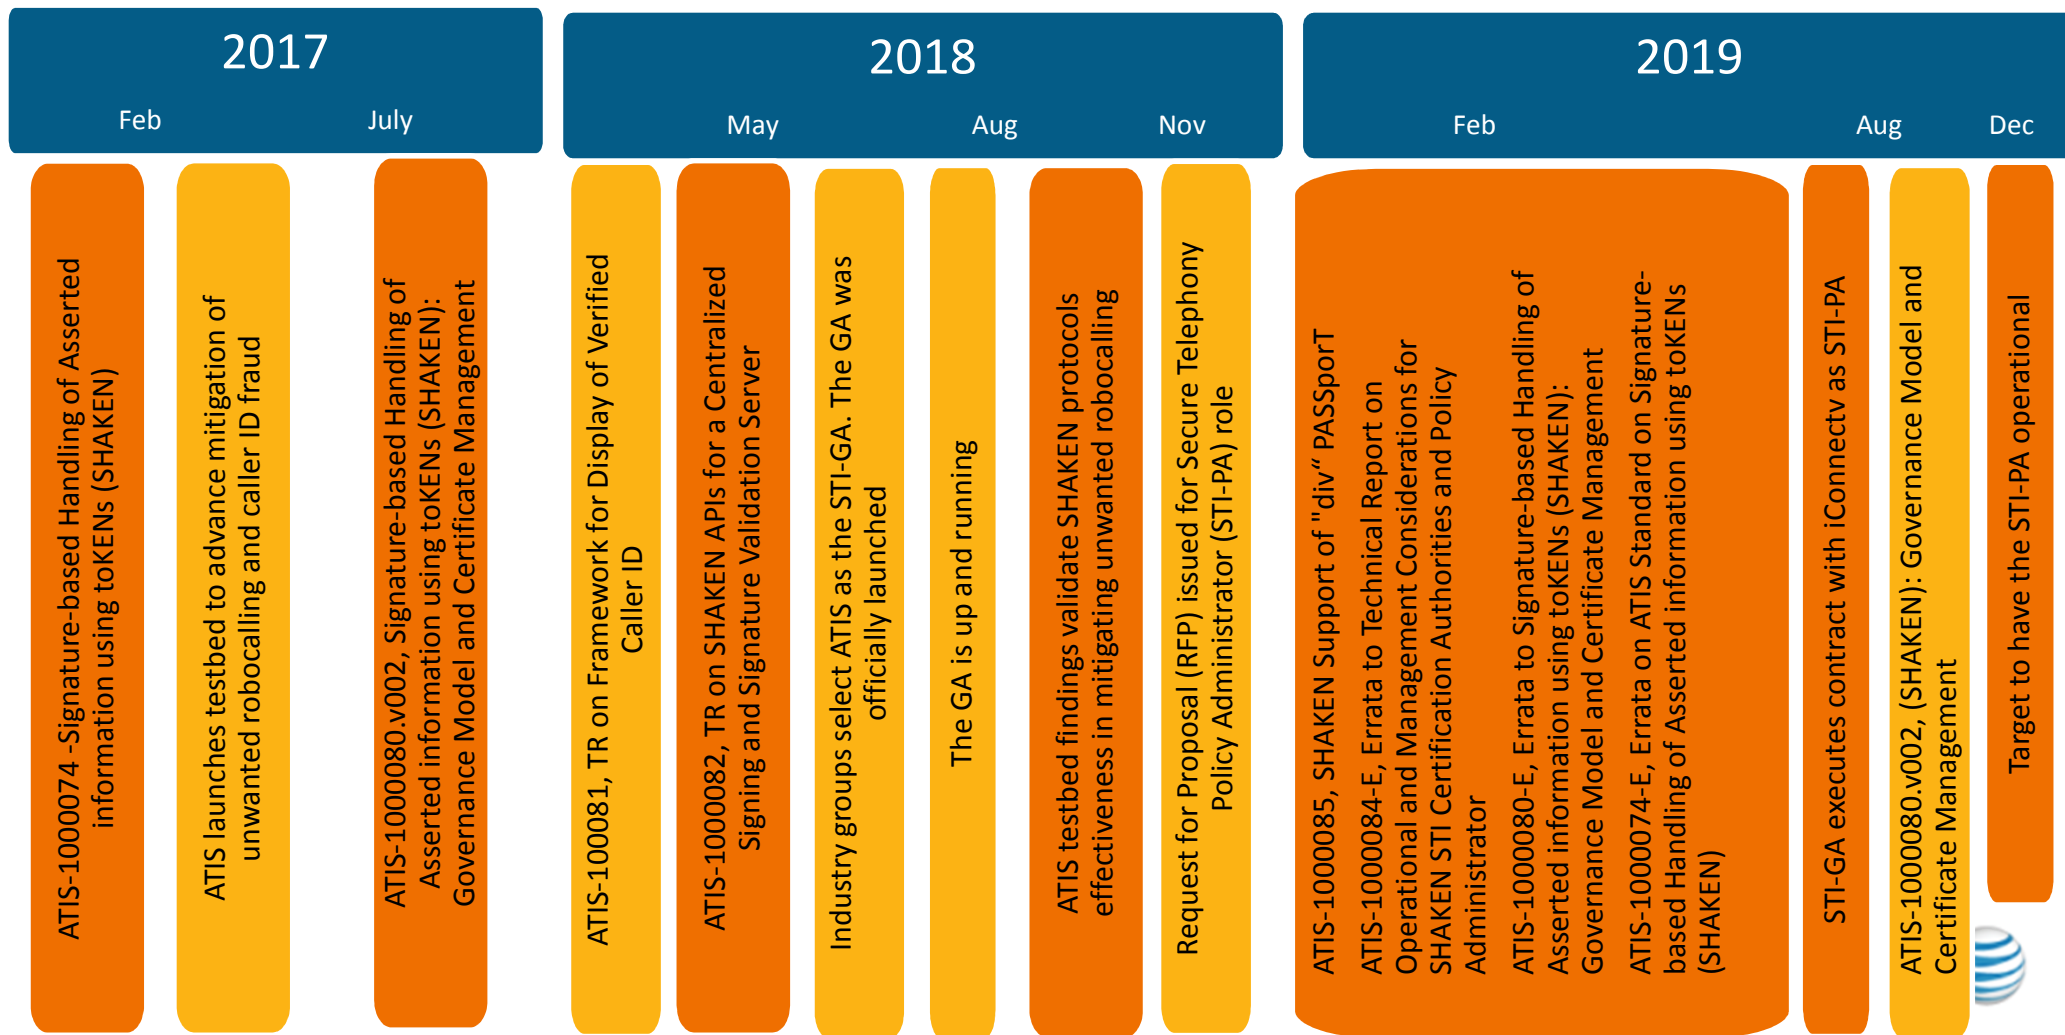 2017
Feb
July
2018
May
Aug
Nov
2019
Feb
Aug
Dec
ATIS-1000074 -Signature-based Handling of Asserted
information using toKENs (SHAKEN)
ATIS launches testbed to advance mitigation of
unwanted robocalling and caller ID fraud
ATIS-1000080.v002, Signature-based Handling of
Asserted information using toKENs (SHAKEN):
Governance Model and Certificate Management
ATIS-100081, TR on Framework for Display of Verified
Caller ID
ATIS-1000082, TR on SHAKEN APIs for a Centralized
Signing and Signature Validation Server
Industry groups select ATIS as the STI-GA. The GA was
officially launched
The GA is up and running
ATIS testbed findings validate SHAKEN protocols
effectiveness in mitigating unwanted robocalling
Request for Proposal (RFP) issued for Secure Telephony
Policy Administrator (STI-PA) role
ATIS-1000085, SHAKEN Support of "div“ PASSporT
ATIS-1000084-E, Errata to Technical Report on
Operational and Management Considerations for
SHAKEN STI Certification Authorities and Policy
Administrator
ATIS-1000080-E, Errata to Signature-based Handling of
Asserted information using toKENs (SHAKEN):
Governance Model and Certificate Management
ATIS-1000074-E, Errata on ATIS Standard on Signature-
based Handling of Asserted information using toKENs
(SHAKEN)
STI-GA executes contract with iConnectv as STI-PA
ATIS-1000080.v002, (SHAKEN): Governance Model and
Certificate Management
Target to have the STI-PA operational